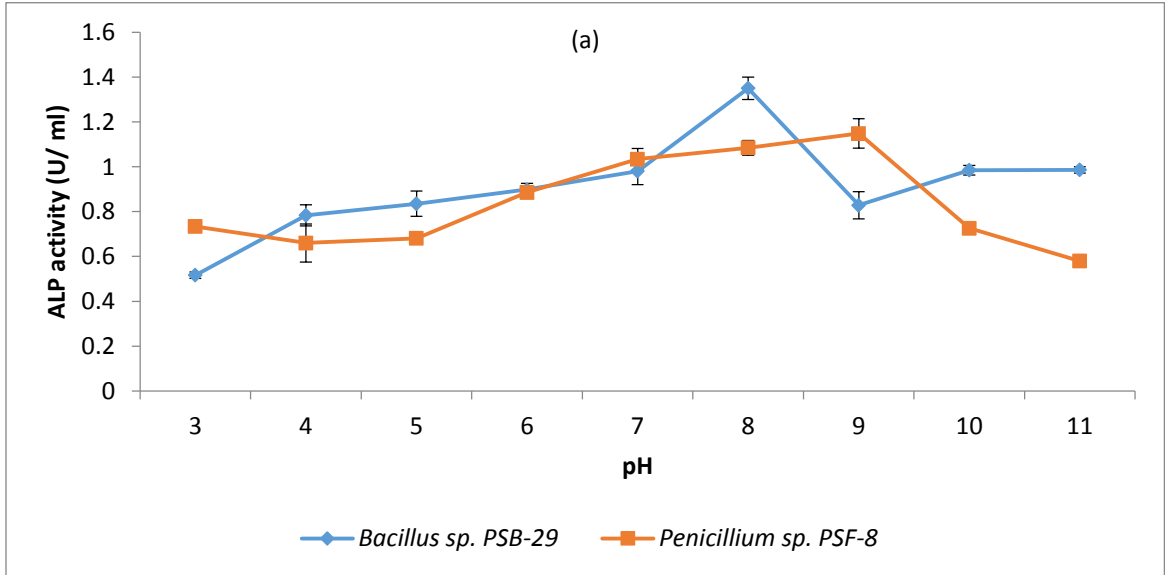 (a)
ALP activity (U/ ml)
1.6
1.4
1.2
1
0.8
0.6
0.4
0.2
0
3 4 5 6 7 8 9 10 11
pH
Bacillus sp. PSB-29 Penicillium sp. PSF-8